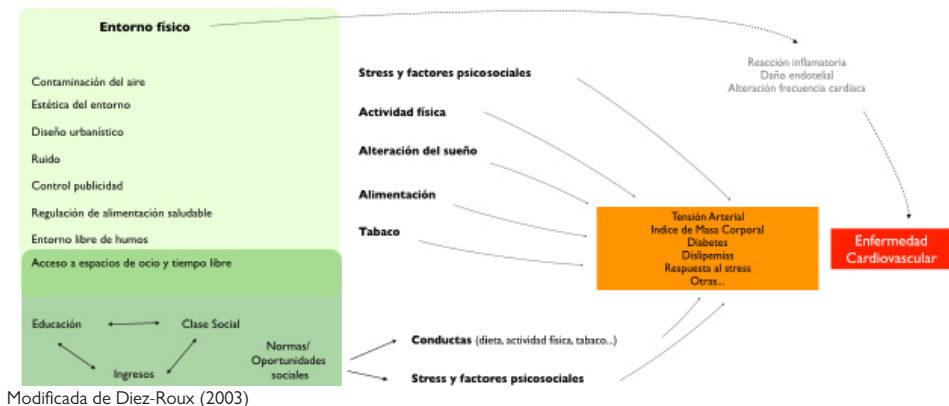 Entorno físico
Contaminación del aire
Estética del entorno
Diseño urbanístico
Ruido
Control publicidad
Regulación de alimentación saludable
Entorno libre de humos
Acceso a espacios de ocio y tiempo libre
Educación
Clase Social
Ingresos
Normas/
Oportunidades
sociales
Stress y factores psicosociales
Actividad física
Alteración del sueño
Alimentación
Tabaco
Conductas (dieta, actividad física, tabaco...)
Stress y factores psicosociales
Reacción inflamatoria
Daño endotelial
Alteración frecuencia cardiaca
Tensión Arterial
Indice de Masa Corporal
Diabetes
Dislipemias
Respuesta al stress
Otras...
Enfermedad
Cardiovascular
Modificada de Diez-Roux (2003)